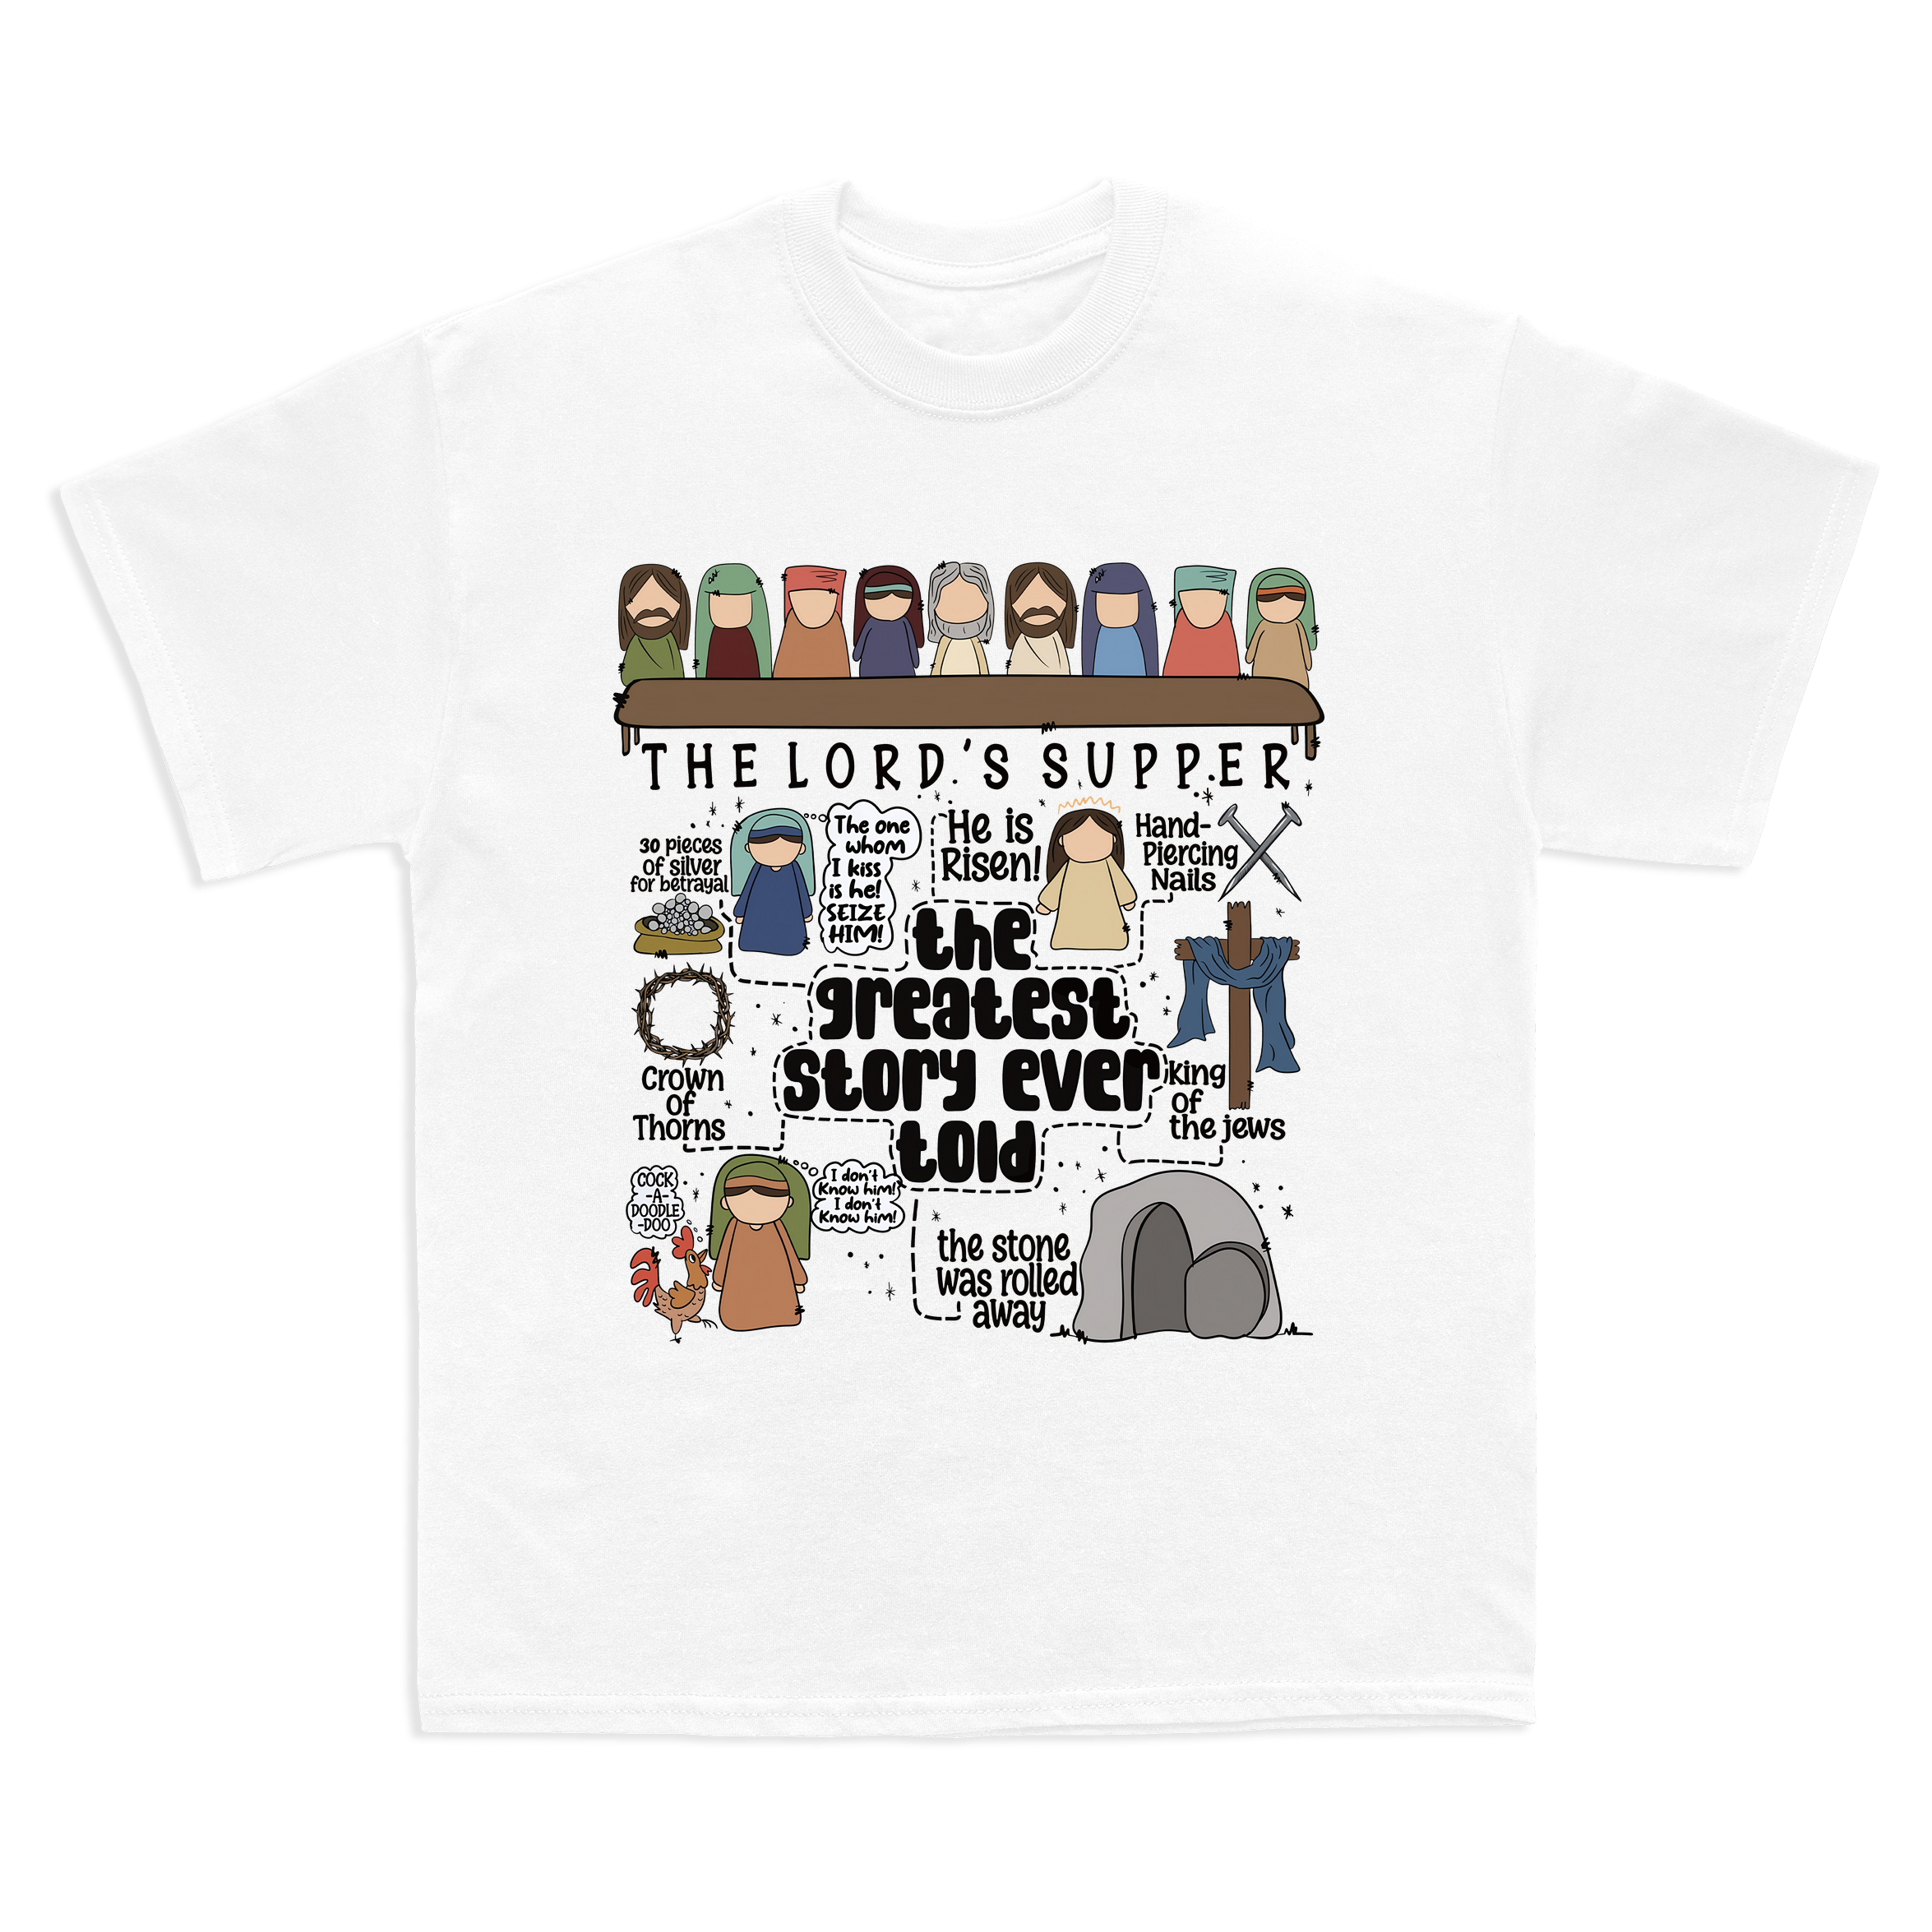 THE LORD'S SUPPER
30 pieces
of silver
for betrayal
The one
whom
I kiss
is he!
SEIZE
HIM!
He is
Risen!
Hand-
Piercing
Nails
the
greatest
story ever
told
Crown
of
Thorns
king
of
the jews
COCK
-A-
DOODLE
-DOO
I don't
Know him!
I don't
Know him!
the stone
was rolled
away